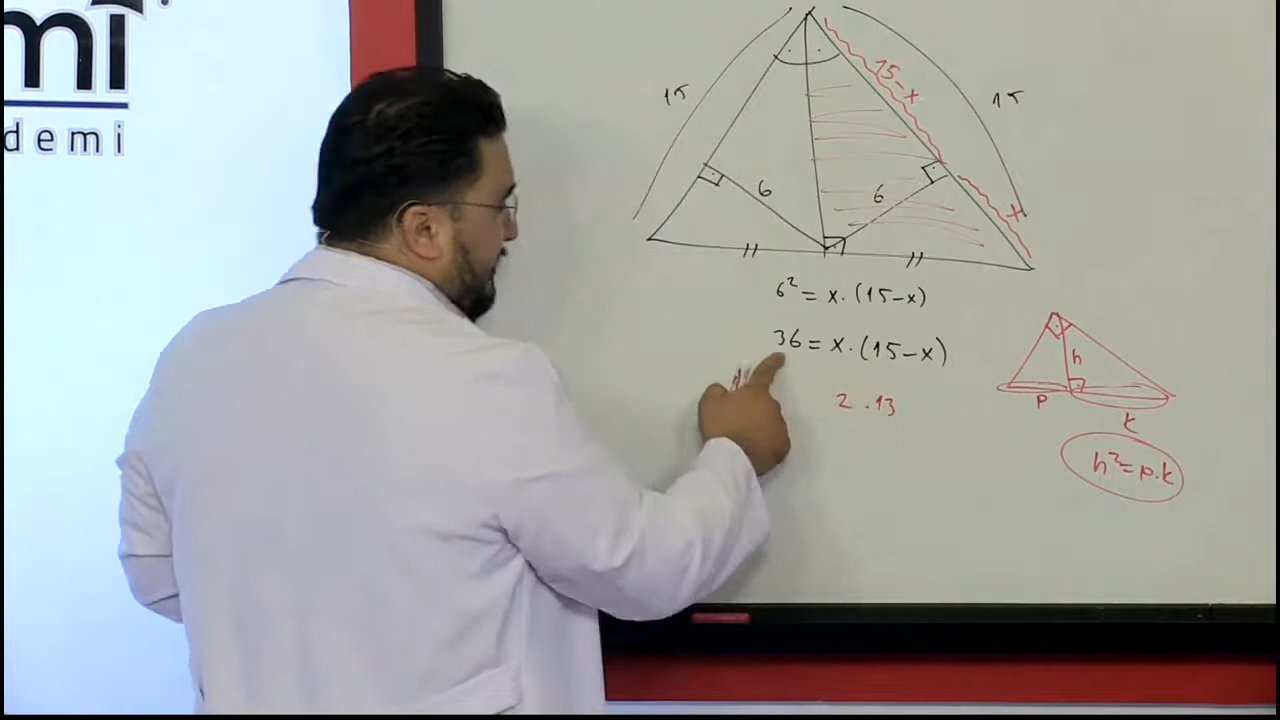 mi
demi
15
15-x
15
6
6
x
6² = x.(15-x)
36 = x.(15-x)
2.13
h
p
k
h²=p.k